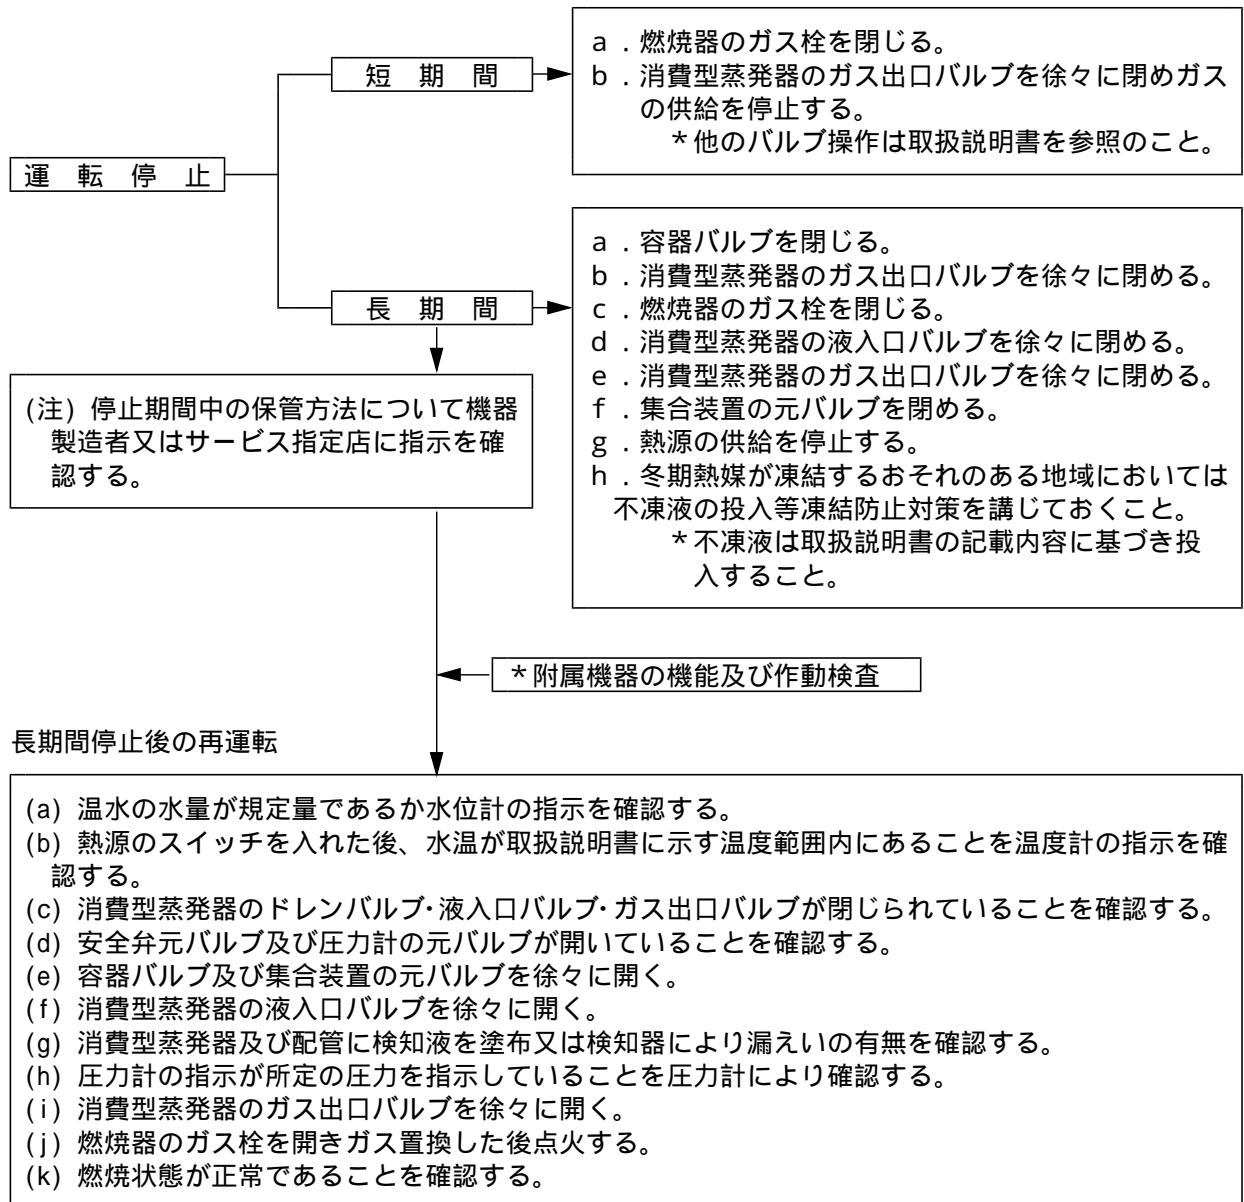 運転停止
短期間
a．燃焼器のガス栓を閉じる。
b．消費型蒸発器のガス出口バルブを徐々に閉めガス
の供給を停止する。
＊他のバルブ操作は取扱説明書を参照のこと。
長期間
a．容器バルブを閉じる。
b．消費型蒸発器のガス出口バルブを徐々に閉める。
c．燃焼器のガス栓を閉じる。
d．消費型蒸発器の液入口バルブを徐々に閉める。
e．消費型蒸発器のガス出口バルブを徐々に閉める。
f．集合装置の元バルブを閉める。
g．熱源の供給を停止する。
h．冬期熱媒が凍結するおそれのある地域においては
不凍液の投入等凍結防止対策を講じておくこと。
＊不凍液は取扱説明書の記載内容に基づき投
入すること。
(注) 停止期間中の保管方法について機器
製造者又はサービス指定店に指示を確
認する。
＊附属機器の機能及び作動検査
長期間停止後の再運転
(a) 温水の水量が規定量であるか水位計の指示を確認する。
(b) 熱源のスイッチを入れた後、水温が取扱説明書に示す温度範囲内にあることを温度計の指示を確
認する。
(c) 消費型蒸発器のドレンバルブ・液入口バルブ・ガス出口バルブが閉じられていることを確認する。
(d) 安全弁元バルブ及び圧力計の元バルブが開いていることを確認する。
(e) 容器バルブ及び集合装置の元バルブを徐々に開く。
(f) 消費型蒸発器の液入口バルブを徐々に開く。
(g) 消費型蒸発器及び配管に検知液を塗布又は検知器により漏えいの有無を確認する。
(h) 圧力計の指示が所定の圧力を指示していることを圧力計により確認する。
(i) 消費型蒸発器のガス出口バルブを徐々に開く。
(j) 燃焼器のガス栓を開きガス置換した後点火する。
(k) 燃焼状態が正常であることを確認する。